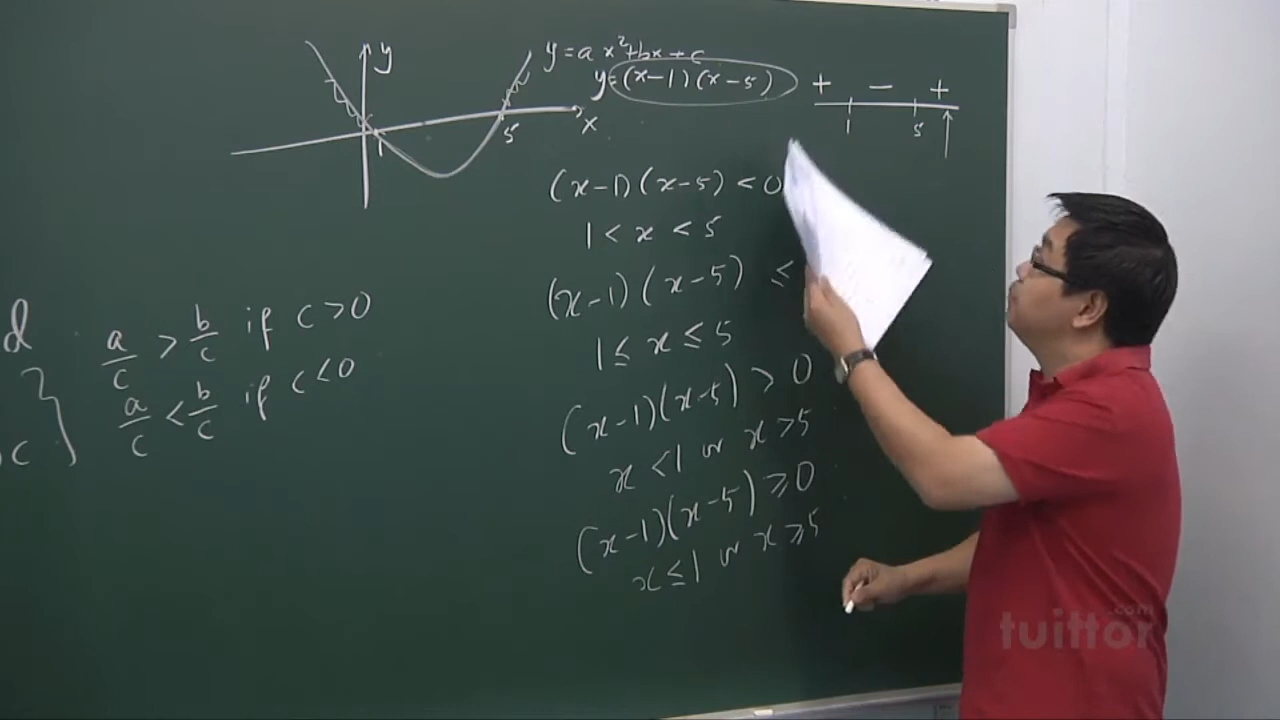 y
y = ax²+bx+c
y=(x-1)(x-5)
+ - +
1 5
1 5 x
(x-1)(x-5) < 0
1 < x < 5
(x-1)(x-5) ≤
1 ≤ x ≤ 5
(x-1)(x-5) > 0
x < 1 or x > 5
(x-1)(x-5) ≥ 0
x ≤ 1 or x ≥ 5
d
a/c > b/c if c > 0
a/c < b/c if c < 0
c }
tuittor.com